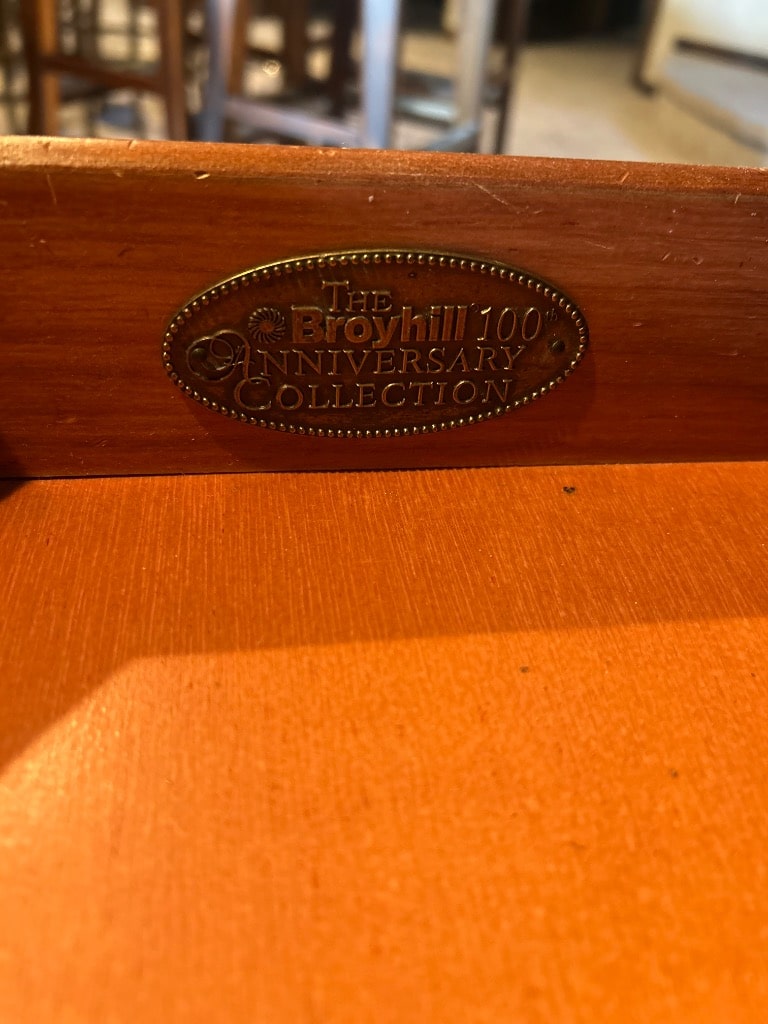 THE
Broyhill 100th
ANNIVERSARY
COLLECTION